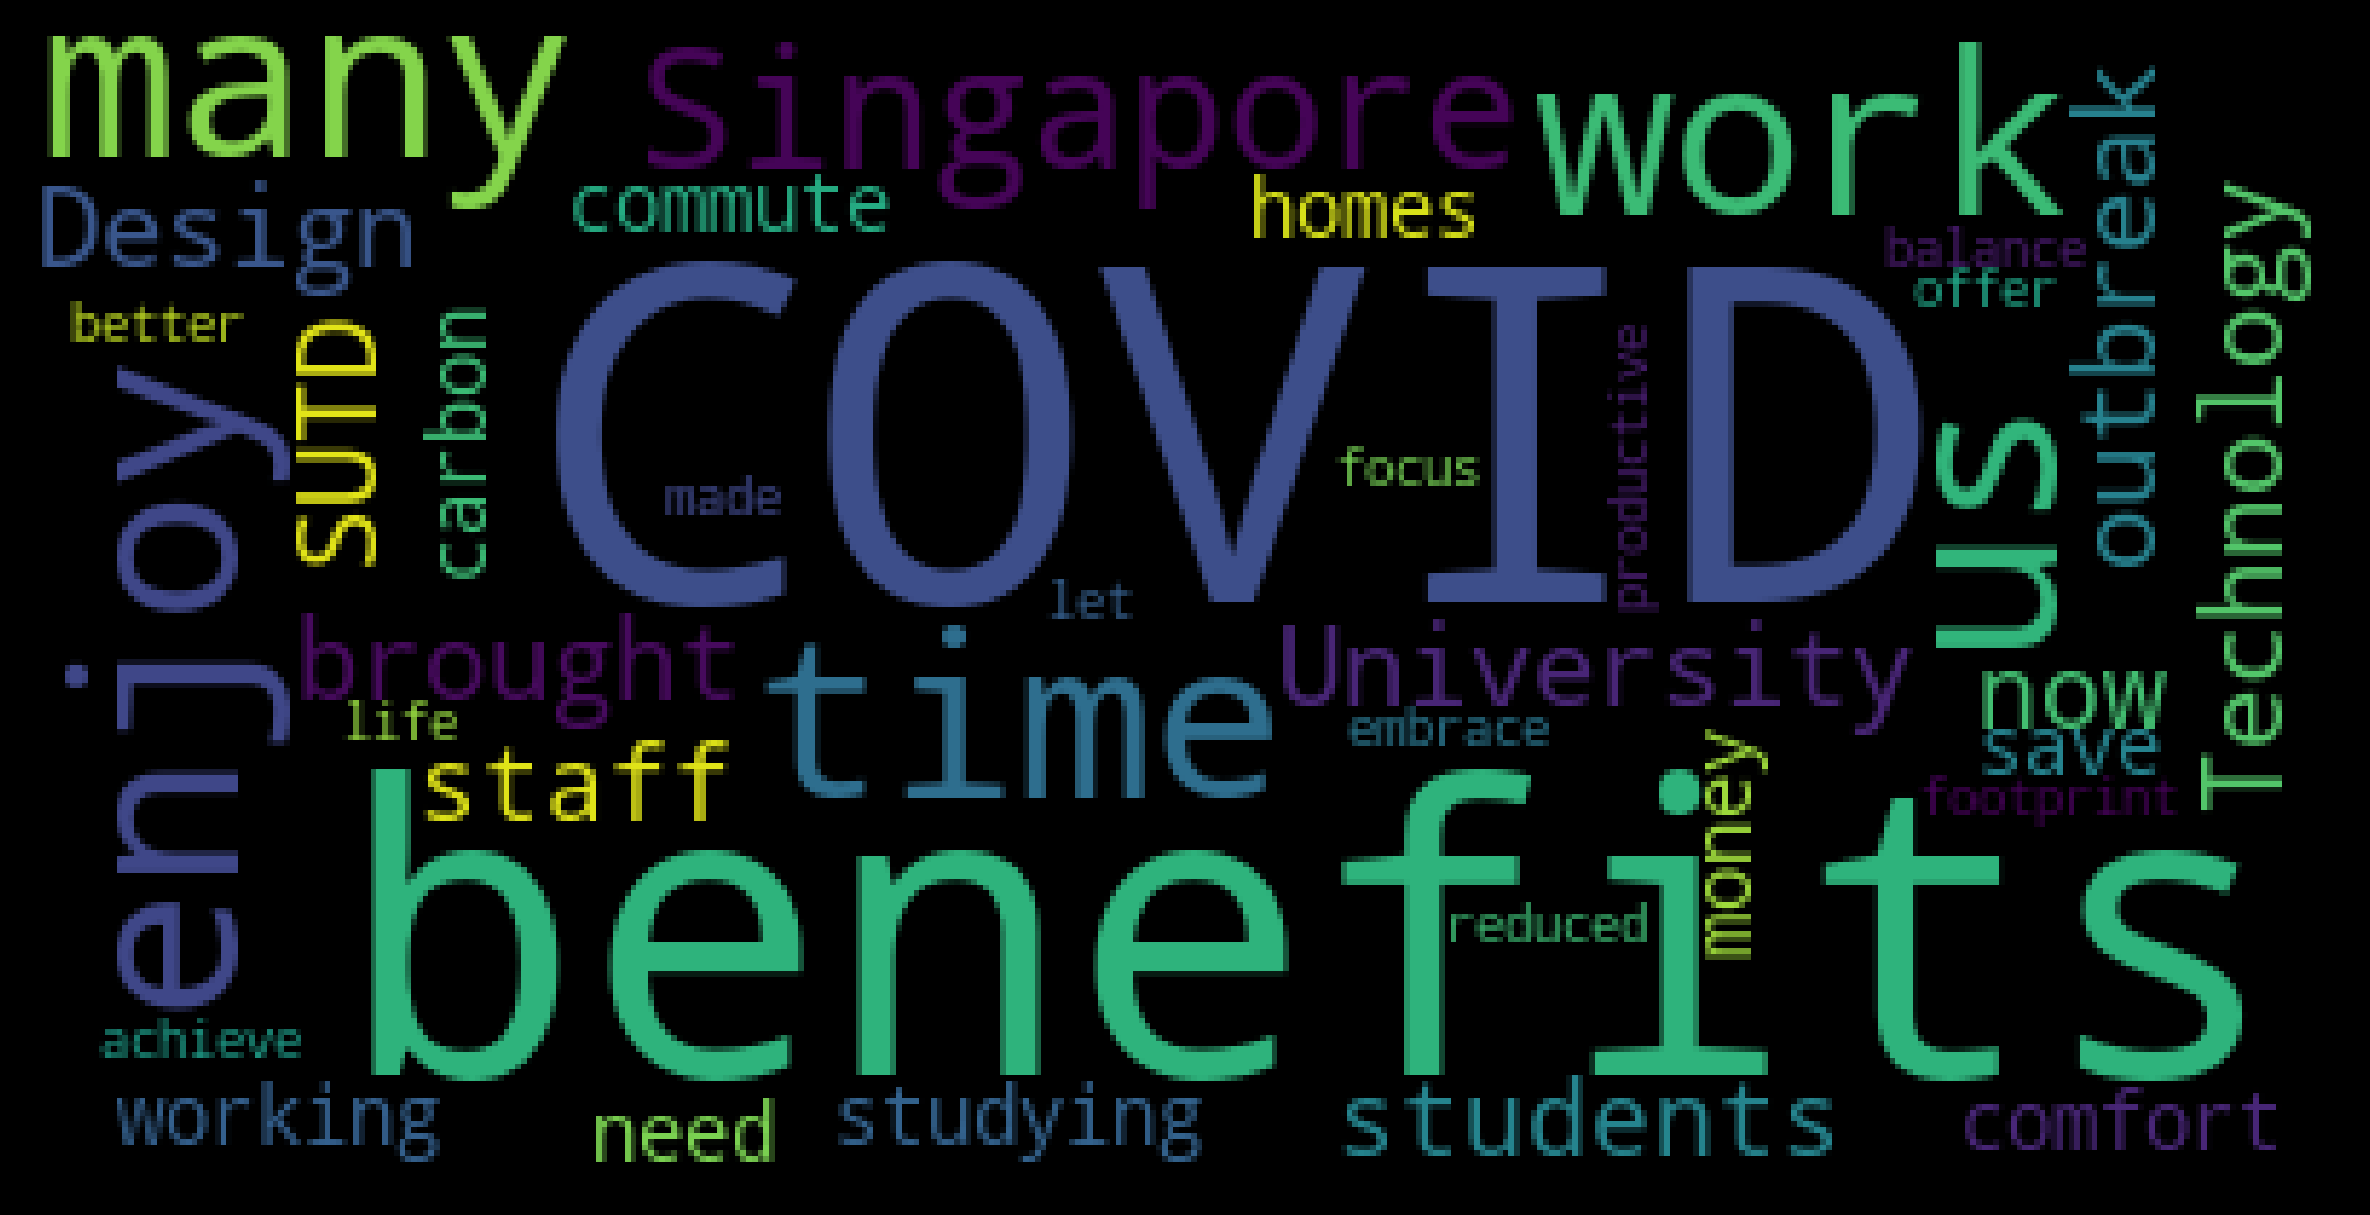 many
Singapore
work
outbreak
Technology
Design
commute
homes
balance
offer
better
SUTD
carbon
COVID
productive
us
enjoy
focus
made
let
brought
time
University
now
life
embrace
save
staff
money
footprint
benefits
reduced
achieve
working
need
studying
students
comfort